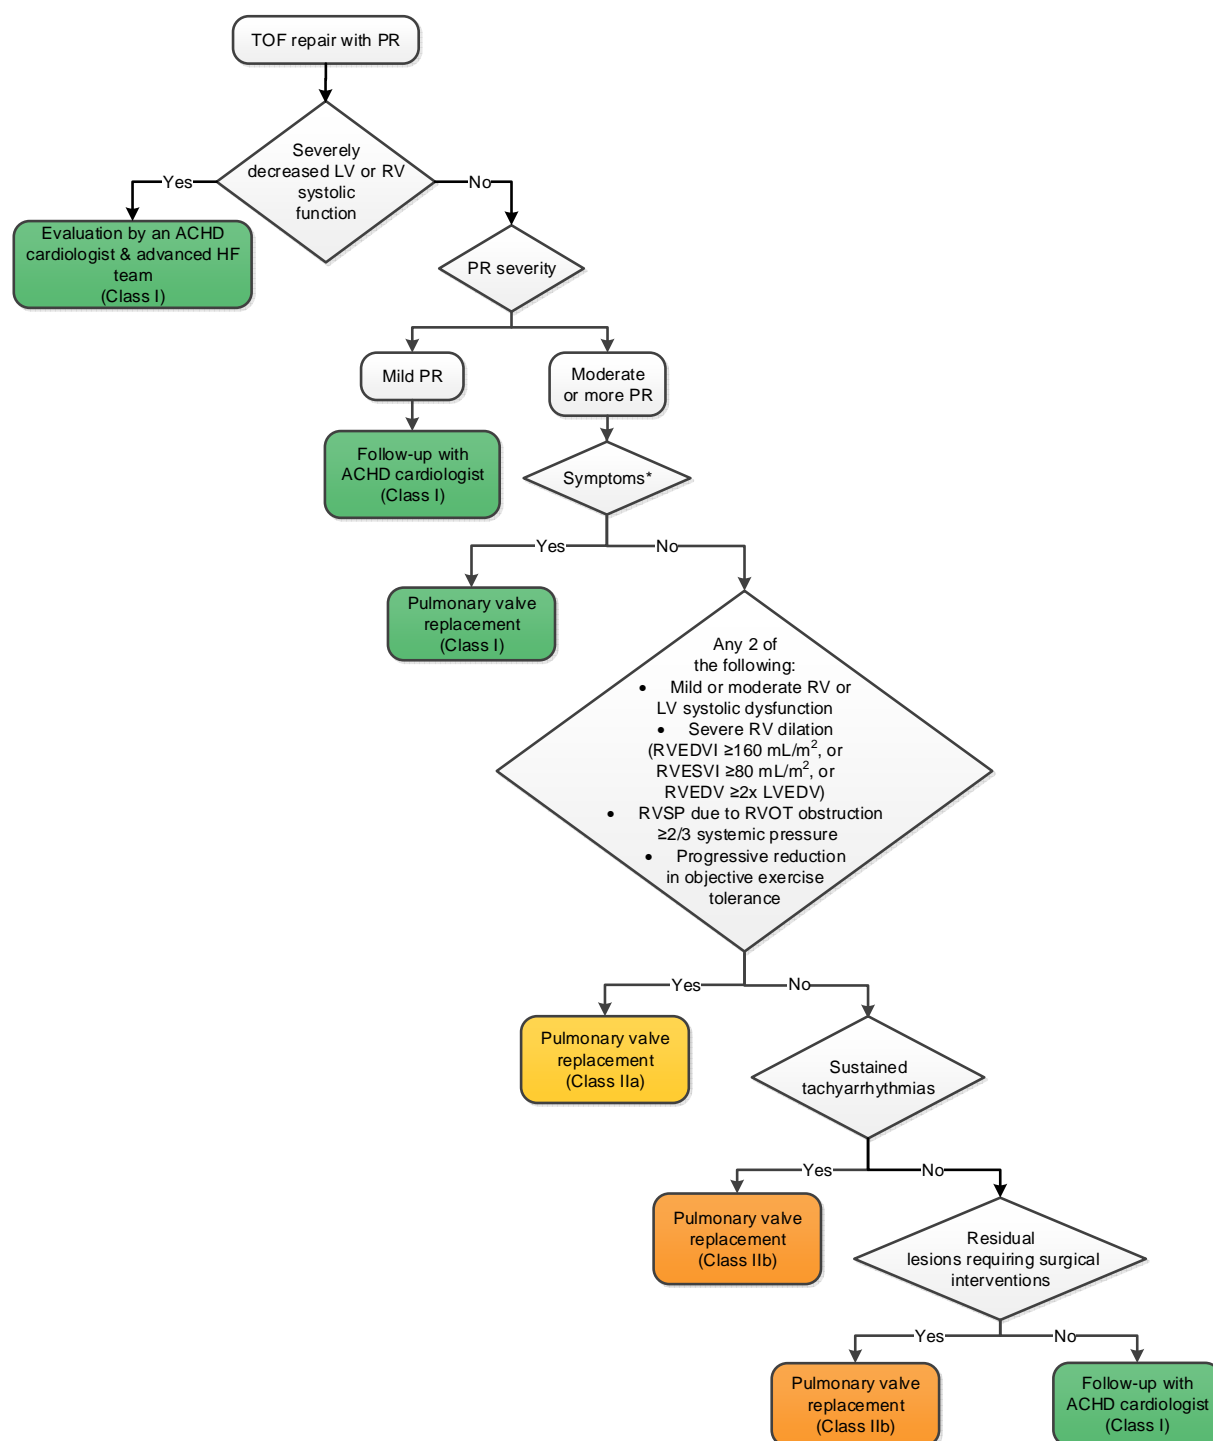 TOF repair with PR
Severely
decreased LV or RV
systolic
function
Yes
No
Evaluation by an ACHD
cardiologist & advanced HF
team
(Class I)
PR severity
Mild PR
Moderate
or more PR
Follow-up with
ACHD cardiologist
(Class I)
Symptoms*
Yes
No
Pulmonary valve
replacement
(Class I)
Any 2 of
the following:
• Mild or moderate RV or
LV systolic dysfunction
• Severe RV dilation
(RVEDVI ≥160 mL/m², or
RVESVI ≥80 mL/m², or
RVEDV ≥2x LVEDV)
• RVSP due to RVOT obstruction
≥2/3 systemic pressure
• Progressive reduction
in objective exercise
tolerance
Yes
No
Pulmonary valve
replacement
(Class IIa)
Sustained
tachyarrhythmias
Yes
No
Pulmonary valve
replacement
(Class IIb)
Residual
lesions requiring surgical
interventions
Yes
No
Pulmonary valve
replacement
(Class IIb)
Follow-up with
ACHD cardiologist
(Class I)